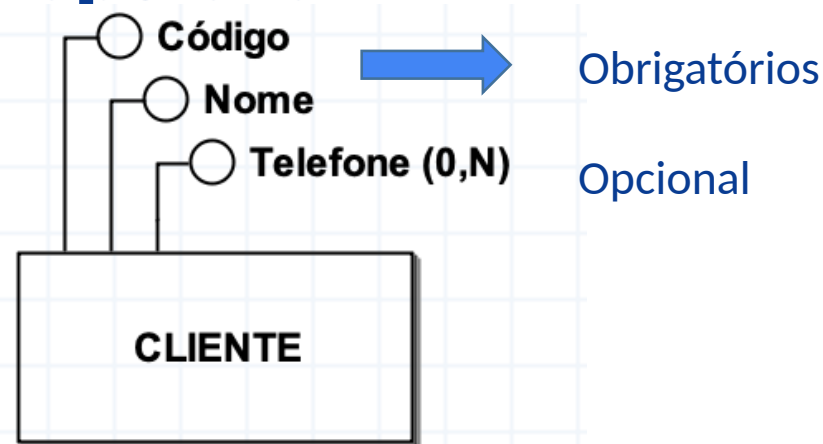 Código
Obrigatórios
Nome
Telefone (0,N)
Opcional
CLIENTE